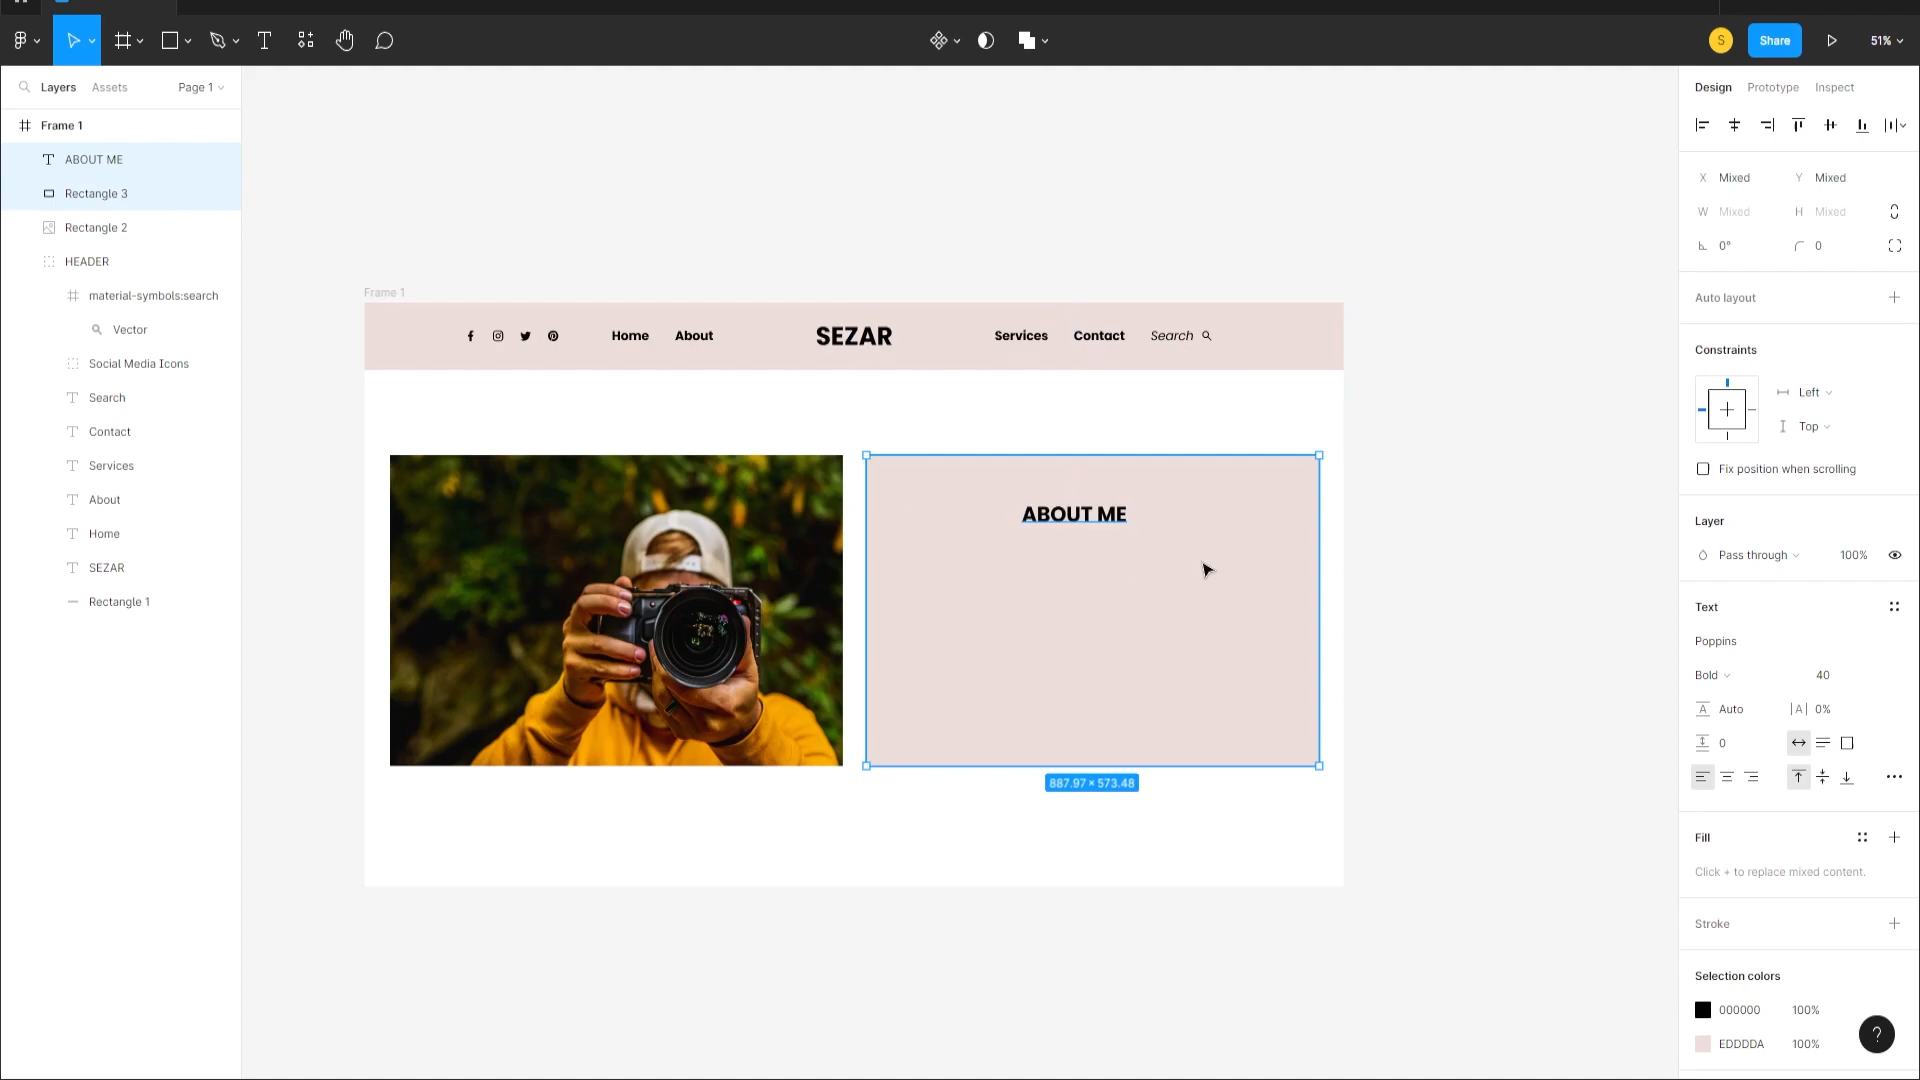 S
Share
51%
Layers
Assets
Page 1
Frame 1
ABOUT ME
Rectangle 3
Rectangle 2
HEADER
material-symbols:search
Vector
Social Media Icons
Search
Contact
Services
About
Home
SEZAR
Rectangle 1
Frame 1
Home
About
SEZAR
Services
Contact
Search
ABOUT ME
887.97 × 573.48
Design
Prototype
Inspect
X Mixed
Y Mixed
W Mixed
H Mixed
0°
0
Auto layout
Constraints
Left
Top
Fix position when scrolling
Layer
Pass through
100%
Text
Poppins
Bold
40
A Auto
|A| 0%
0
Fill
Click + to replace mixed content.
Stroke
Selection colors
000000 100%
EDDDDA 100%
?